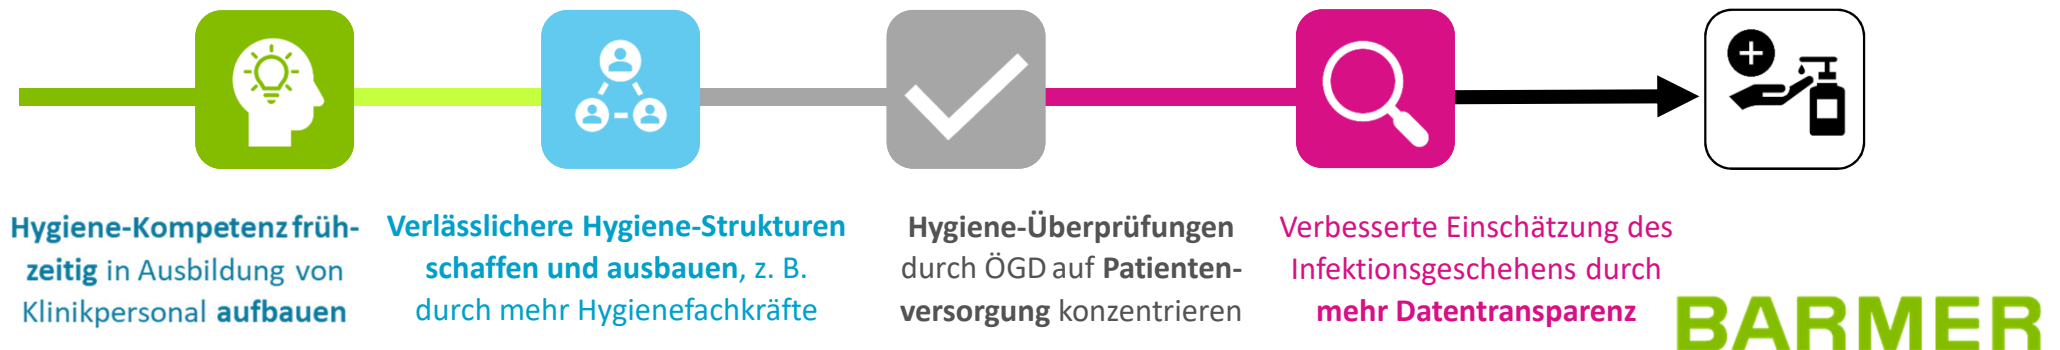 Hygiene-Kompetenz früh-
zeitig in Ausbildung von
Klinikpersonal aufbauen
Verlässlichere Hygiene-Strukturen
schaffen und ausbauen, z. B.
durch mehr Hygienefachkräfte
Hygiene-Überprüfungen
durch ÖGD auf Patienten-
versorgung konzentrieren
Verbesserte Einschätzung des
Infektionsgeschehens durch
mehr Datentransparenz
BARMER